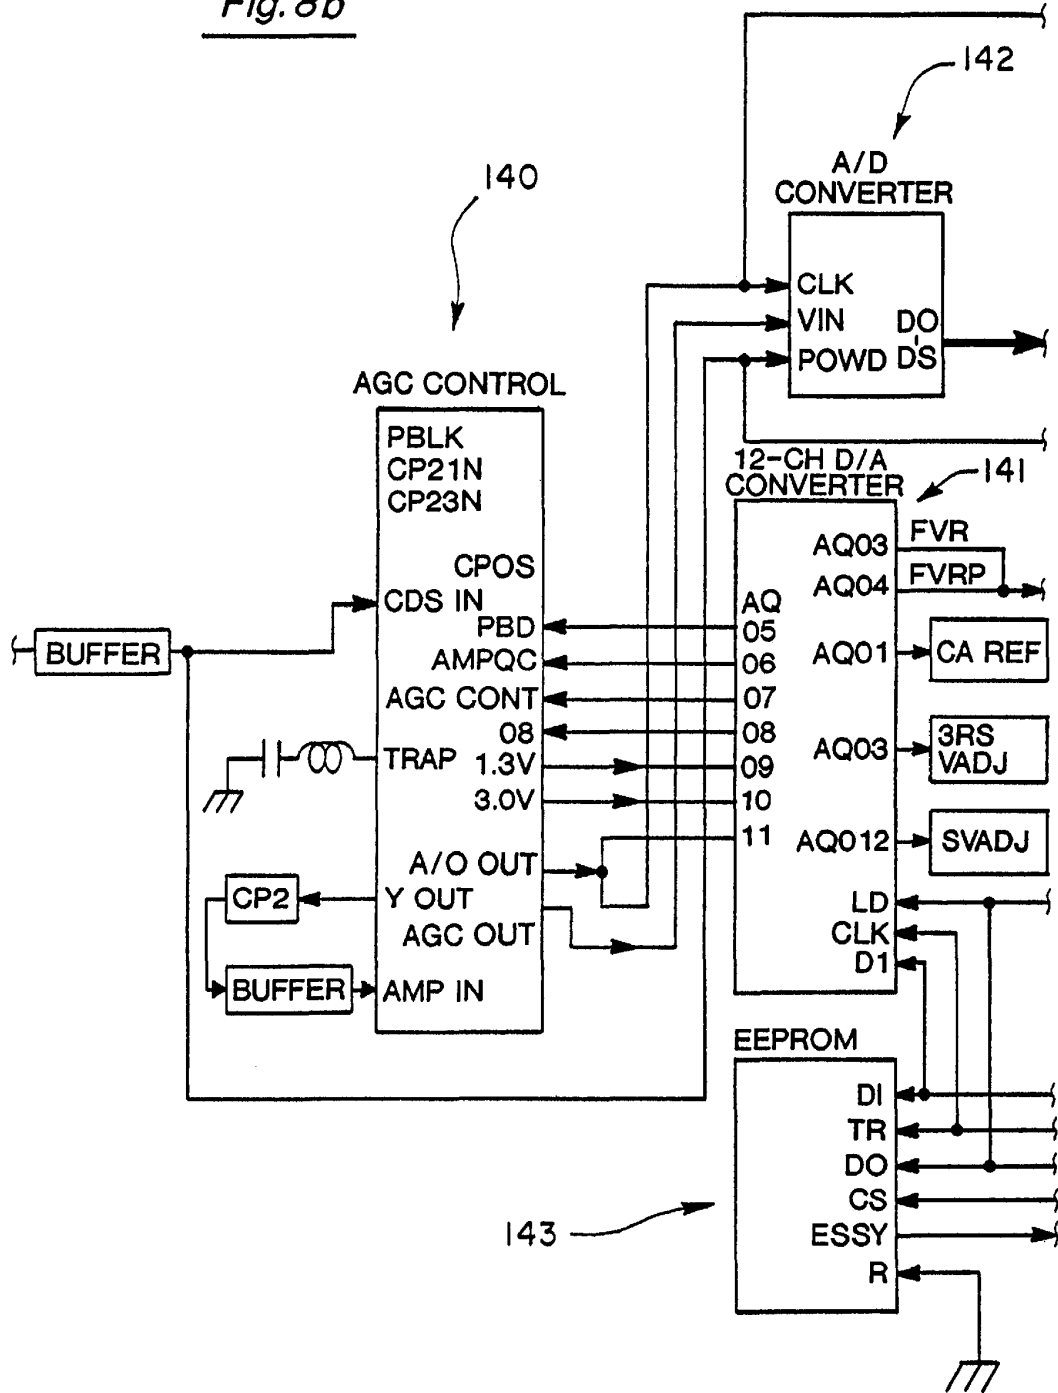 Fig. 8b
142
A/D
CONVERTER
140
CLK
VIN
DO
POWD
DS
AGC CONTROL
PBLK
CP21N
CP23N
CPOS
CDS IN
PBD
AMPQC
AGC CONT
08
TRAP
1.3V
3.0V
A/O OUT
Y OUT
AGC OUT
AMP IN
BUFFER
CP2
BUFFER
12-CH D/A
CONVERTER
141
AQ03
FVR
AQ04
FVRP
AQ
05
06
07
08
09
10
11
AQ01
CA REF
AQ03
3RS
VADJ
AQ012
SVADJ
LD
CLK
D1
EEPROM
DI
TR
DO
CS
ESSY
R
143